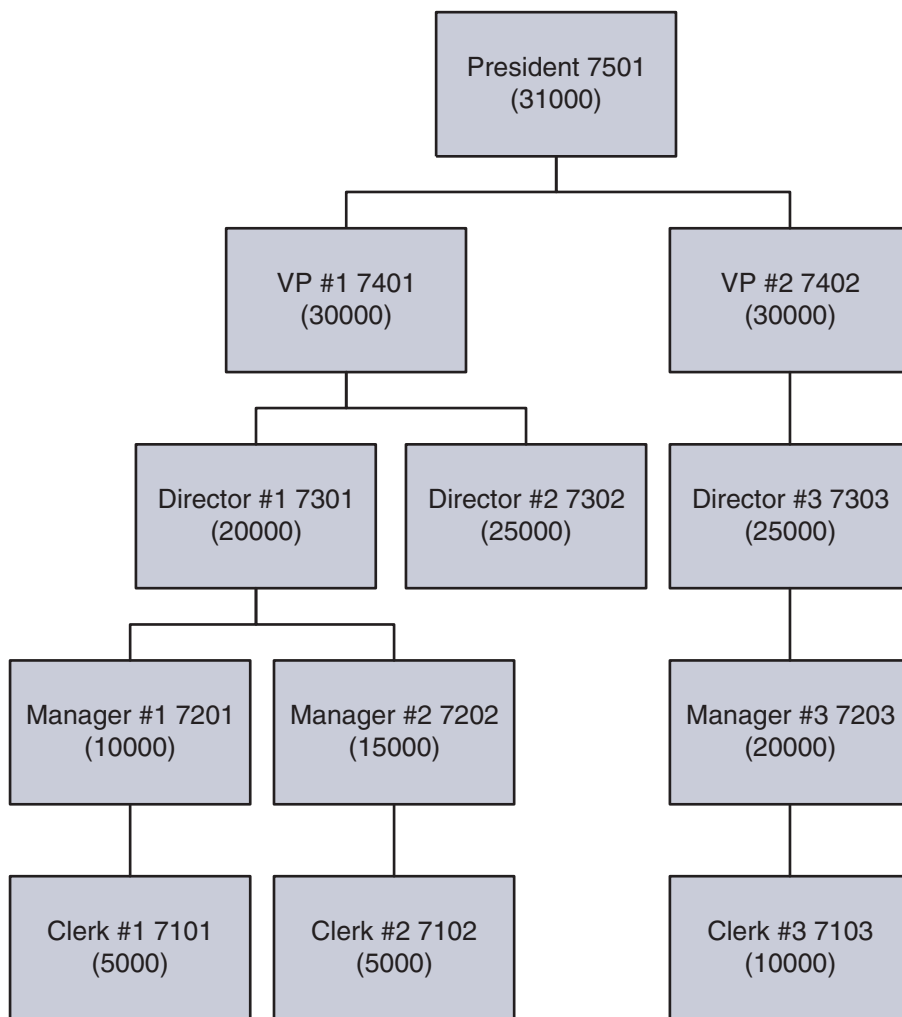 President 7501
(31000)
VP #1 7401
(30000)
VP #2 7402
(30000)
Director #1 7301
(20000)
Director #2 7302
(25000)
Director #3 7303
(25000)
Manager #1 7201
(10000)
Manager #2 7202
(15000)
Manager #3 7203
(20000)
Clerk #1 7101
(5000)
Clerk #2 7102
(5000)
Clerk #3 7103
(10000)